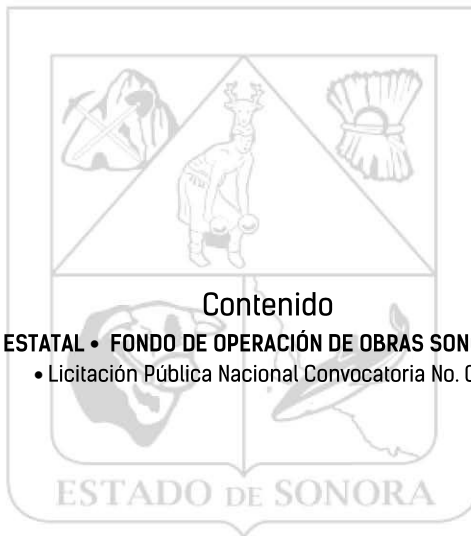 Contenido
ESTATAL • FONDO DE OPERACIÓN DE OBRAS SON
• Licitación Pública Nacional Convocatoria No.
ESTADO DE SONORA